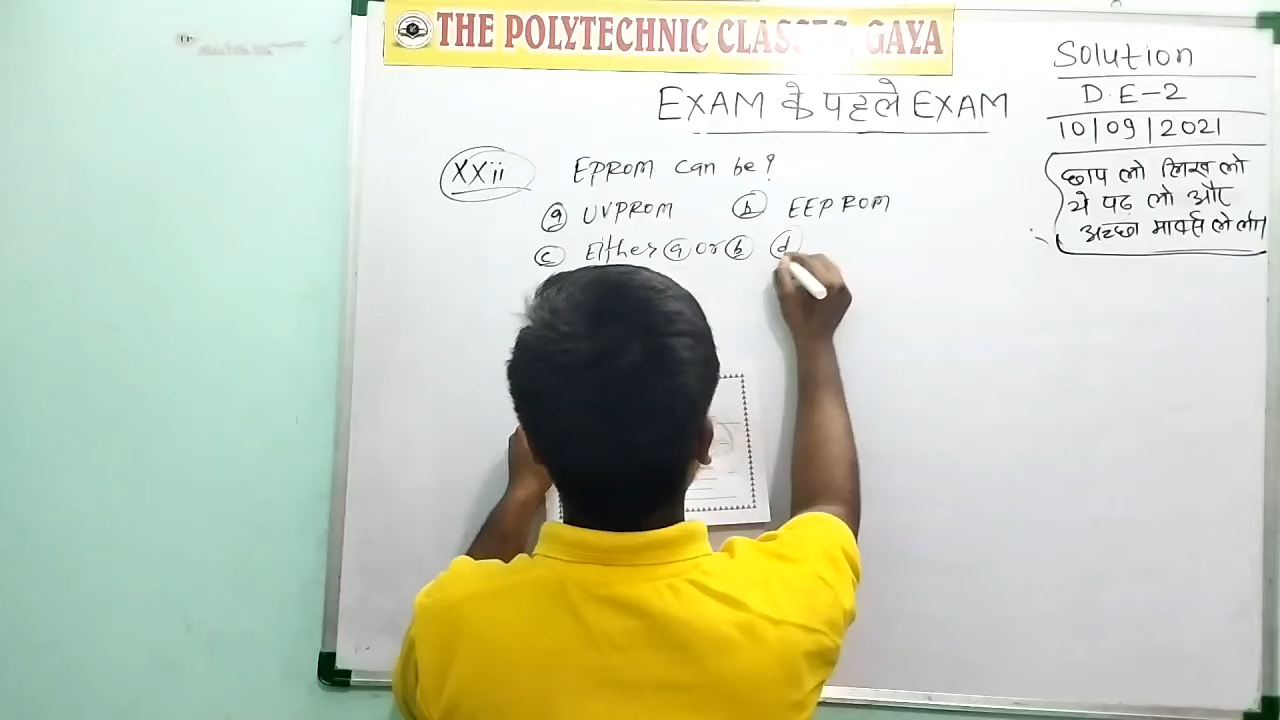 THE POLYTECHNIC CLASSES, GAYA
EXAM के पहले EXAM
Solution
D.E-2
10/09/2021
छाप लो लिख लो
ये पढ़ लो और
अच्छा मार्क्स ले लो।
XXii EPROM can be?
a UVPROM b EEPROM
c Either a or b d